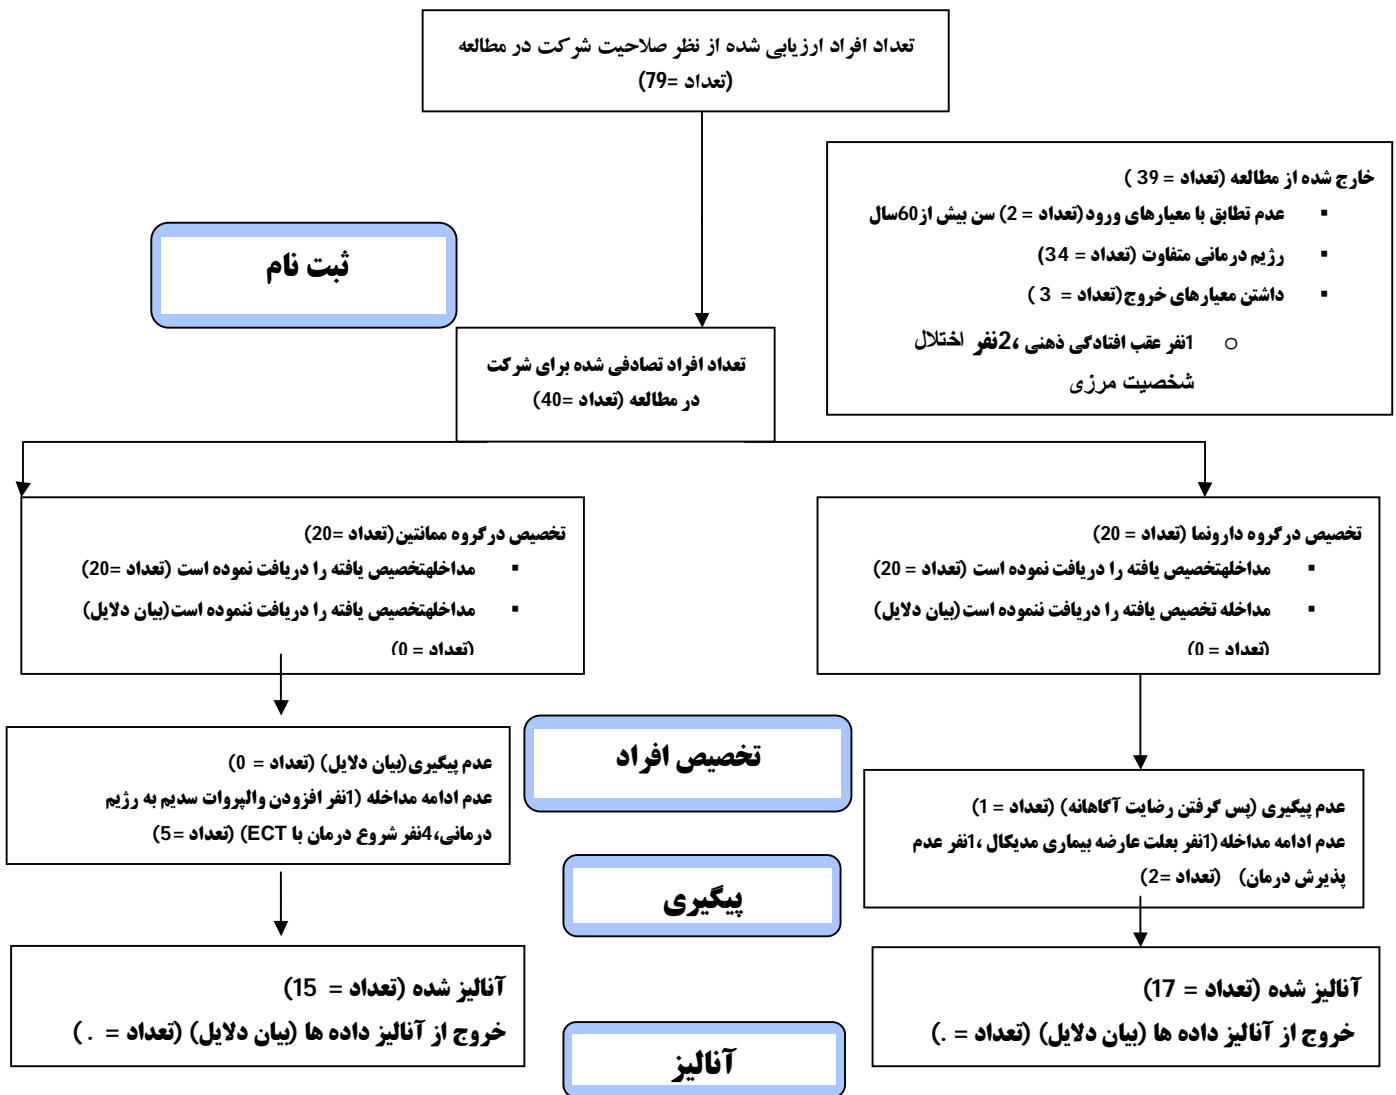 تعداد افراد ارزیابی شده از نظر صلاحیت شرکت در مطالعه
(تعداد =79)
خارج شده از مطالعه (تعداد = 39 )
▪ عدم تطابق با معیارهای ورود(تعداد = 2) سن بیش از60سال
▪ رژیم درمانی متفاوت (تعداد = 34)
▪ داشتن معیارهای خروج(تعداد = 3 )
○ 1نفر عقب افتادگی ذهنی ،2نفر اختلال
شخصیت مرزی
ثبت نام
تعداد افراد تصادفی شده برای شرکت
در مطالعه (تعداد =40)
تخصیص درگروه دارونما (تعداد = 20)
▪ مداخلهتخصیص یافته را دریافت نموده است (تعداد = 20)
▪ مداخله تخصیص یافته را دریافت ننموده است(بیان دلایل)
(تعداد = 0)
تخصیص درگروه ممانتین(تعداد =20)
▪ مداخلهتخصیص یافته را دریافت نموده است (تعداد =20)
▪ مداخلهتخصیص یافته را دریافت ننموده است(بیان دلایل)
(تعداد = 0)
تخصیص افراد
عدم پیگیری (پس گرفتن رضایت آگاهانه) (تعداد = 1)
عدم ادامه مداخله(1نفر بعلت عارضه بیماری مدیکال ،1نفر عدم
پذیرش درمان) (تعداد =2)
عدم پیگیری(بیان دلایل) (تعداد = 0)
عدم ادامه مداخله (1نفر افزودن والپروات سدیم به رژیم
درمانی،4نفر شروع درمان با ECT) (تعداد =5)
پیگیری
آنالیز شده (تعداد = 17)
خروج از آنالیز داده ها (بیان دلایل) (تعداد = .)
آنالیز شده (تعداد = 15)
خروج از آنالیز داده ها (بیان دلایل) (تعداد = . )
آنالیز